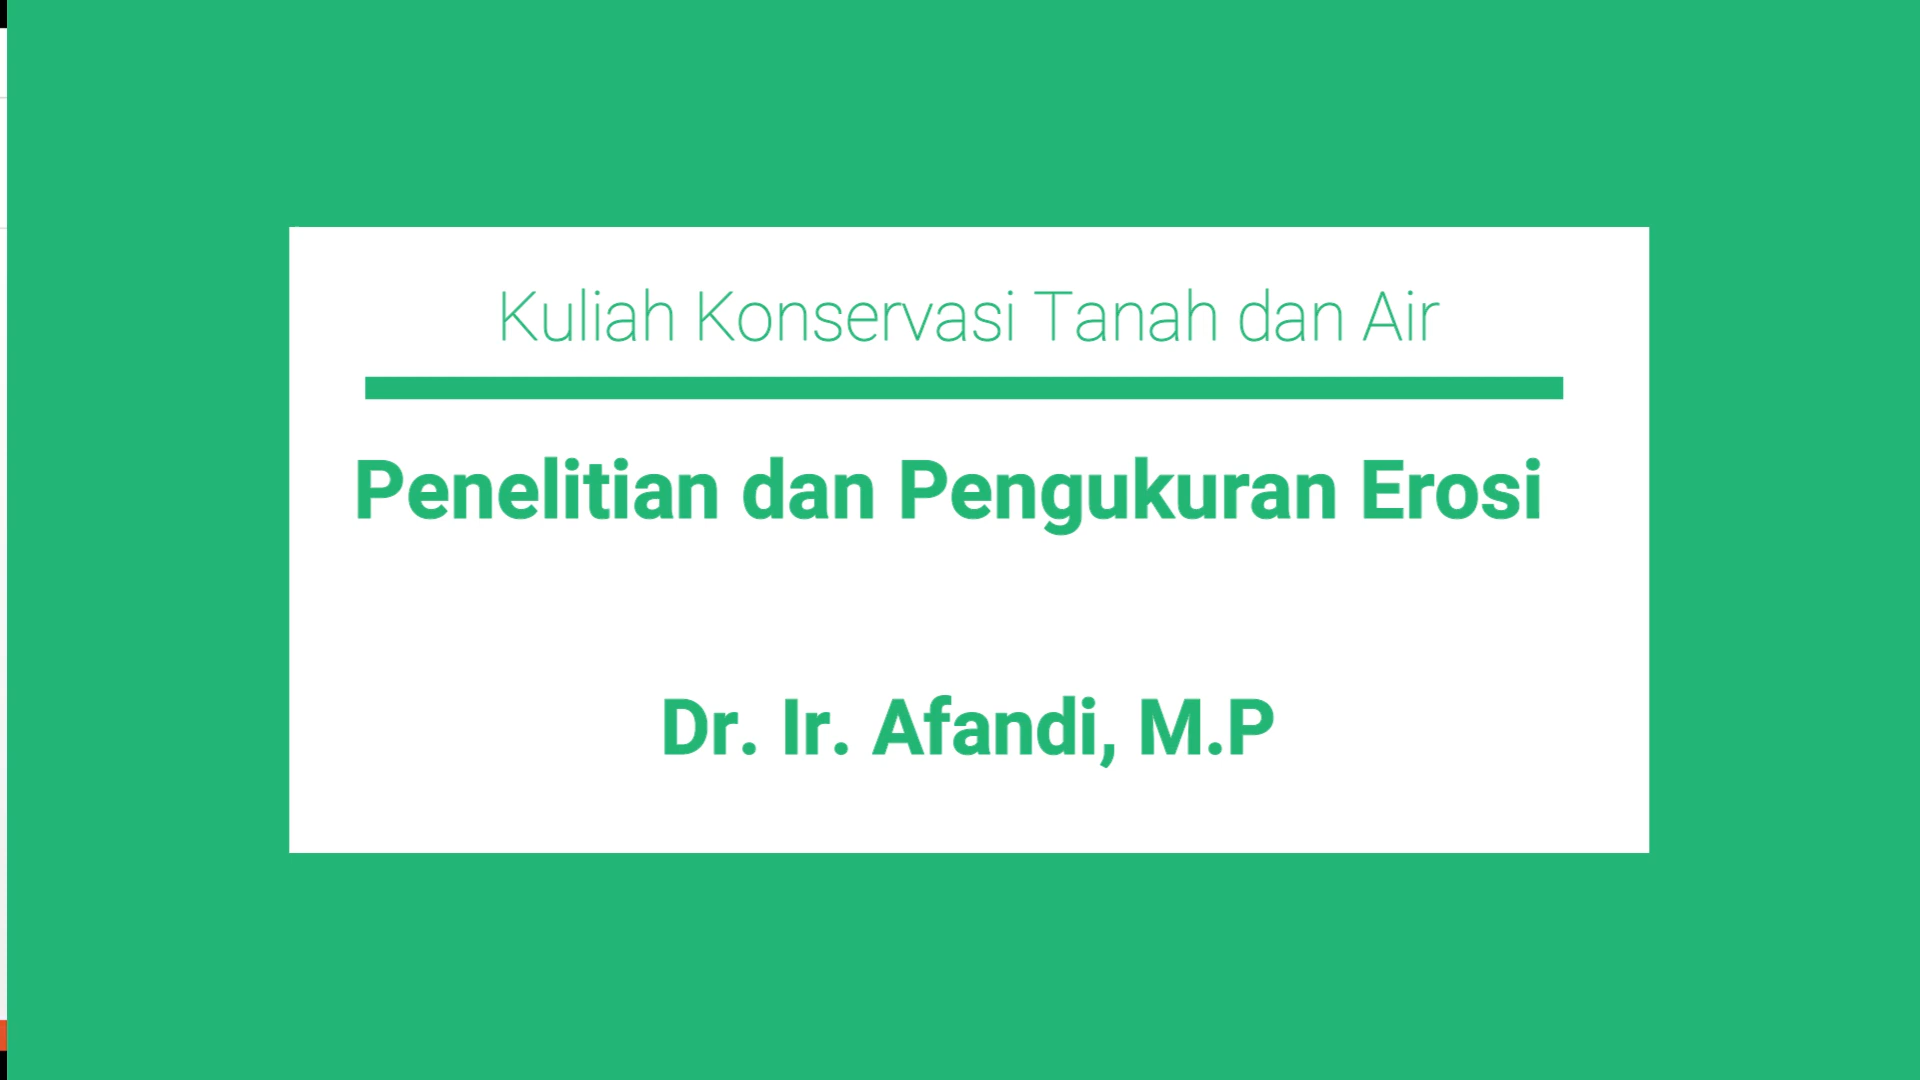 Kuliah Konservasi Tanah dan Air
Penelitian dan Pengukuran Erosi
Dr. Ir. Afandi, M.P